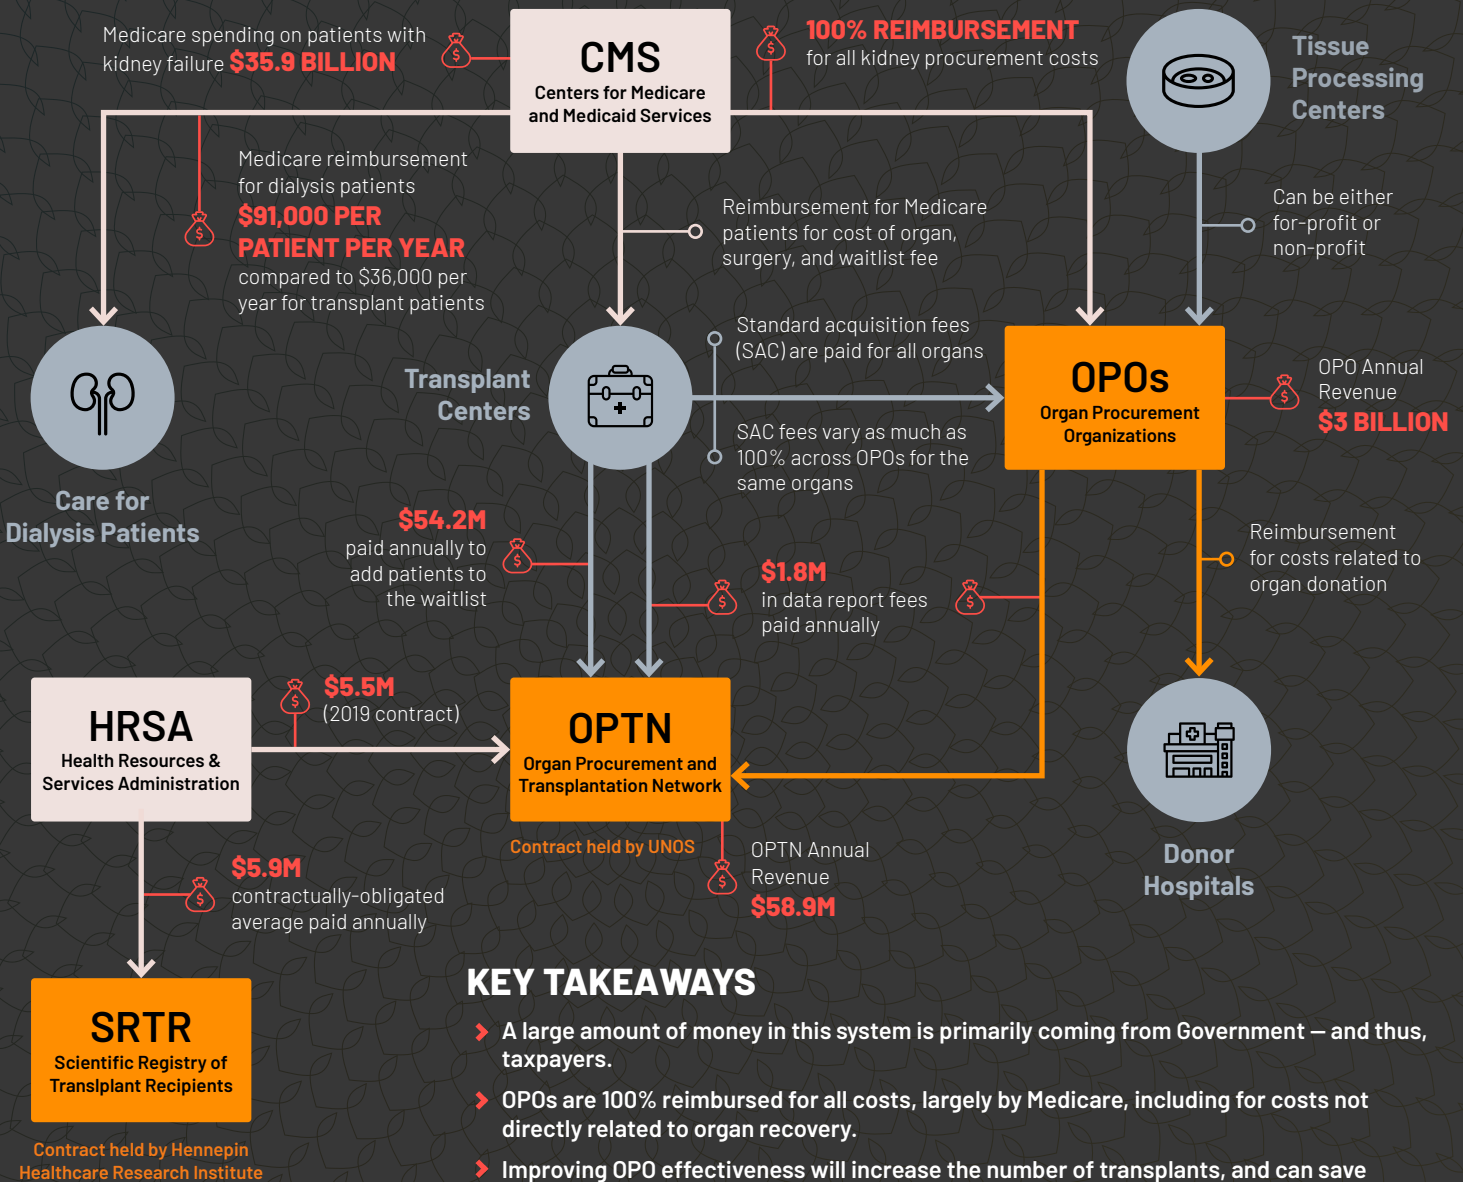 Medicare spending on patients with
kidney failure $35.9 BILLION
CMS
Centers for Medicare
and Medicaid Services
100% REIMBURSEMENT
for all kidney procurement costs
Tissue
Processing
Centers
Medicare reimbursement
for dialysis patients
$91,000 PER
PATIENT PER YEAR
compared to $36,000 per
year for transplant patients
Reimbursement for Medicare
patients for cost of organ,
surgery, and waitlist fee
Can be either
for-profit or
non-profit
Standard acquisition fees
(SAC) are paid for all organs
Transplant
Centers
OPOs
Organ Procurement
Organizations
OPO Annual
Revenue
$3 BILLION
SAC fees vary as much as
100% across OPOs for the
same organs
Care for
Dialysis Patients
$54.2M
paid annually to
add patients to
the waitlist
$1.8M
in data report fees
paid annually
Reimbursement
for costs related to
organ donation
HRSA
Health Resources &
Services Administration
$5.5M
(2019 contract)
OPTN
Organ Procurement and
Transplantation Network
Contract held by UNOS
OPTN Annual
Revenue
$58.9M
Donor
Hospitals
$5.9M
contractually-obligated
average paid annually
SRTR
Scientific Registry of
Translplant Recipients
Contract held by Hennepin
Healthcare Research Institute
KEY TAKEAWAYS
A large amount of money in this system is primarily coming from Government — and thus,
taxpayers.
OPOs are 100% reimbursed for all costs, largely by Medicare, including for costs not
directly related to organ recovery.
Improving OPO effectiveness will increase the number of transplants, and can save